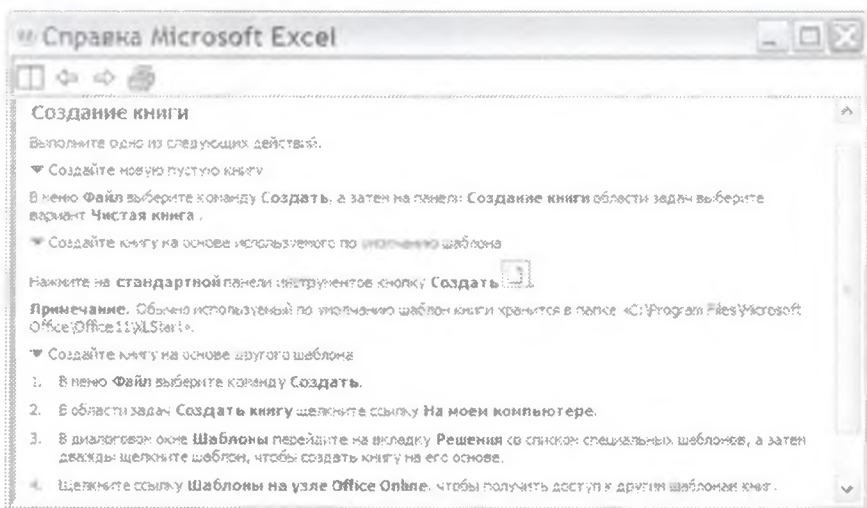 Справка Microsoft Excel
Создание книги
Выполните одно из следующих действий.
Создайте новую пустую книгу
В меню Файл выберите команду Создать, а затем на панели Создание книги области задач выберите
вариант Чистая книга .
Создайте книгу на основе используемого по умолчанию шаблона
Нажмите на стандартной панели инструментов кнопку Создать .
Примечание. Обычно используемый по умолчанию шаблон книги хранится в папке «C:\Program Files\Microsoft
Office\Office11\XLStart».
Создайте книгу на основе другого шаблона
1. В меню Файл выберите команду Создать.
2. В области задач Создать книгу щелкните ссылку На моем компьютере.
3. В диалоговом окне Шаблоны перейдите на вкладку Решения со списком специальных шаблонов, а затем
дважды щелкните шаблон, чтобы создать книгу на его основе.
4. Щелкните ссылку Шаблоны на узле Office Online, чтобы получить доступ к другим шаблонам книг.